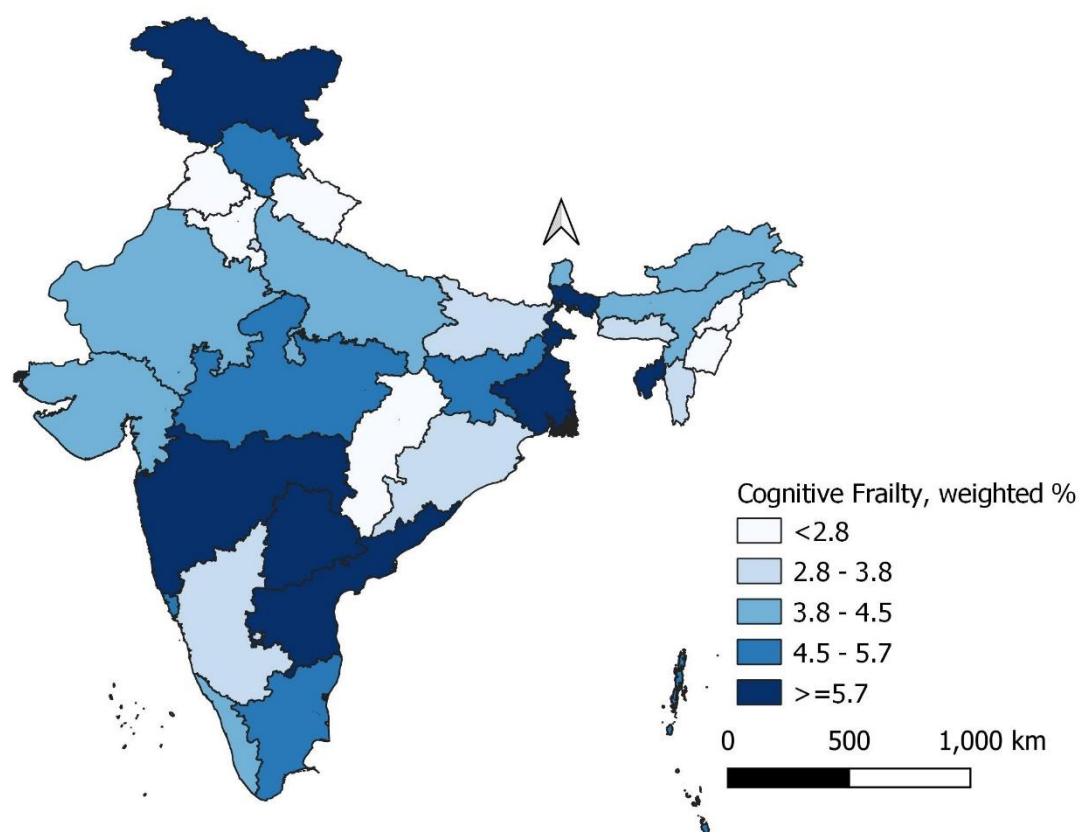 Cognitive Frailty, weighted %
<2.8
2.8 - 3.8
3.8 - 4.5
4.5 - 5.7
>=5.7
0 500 1,000 km